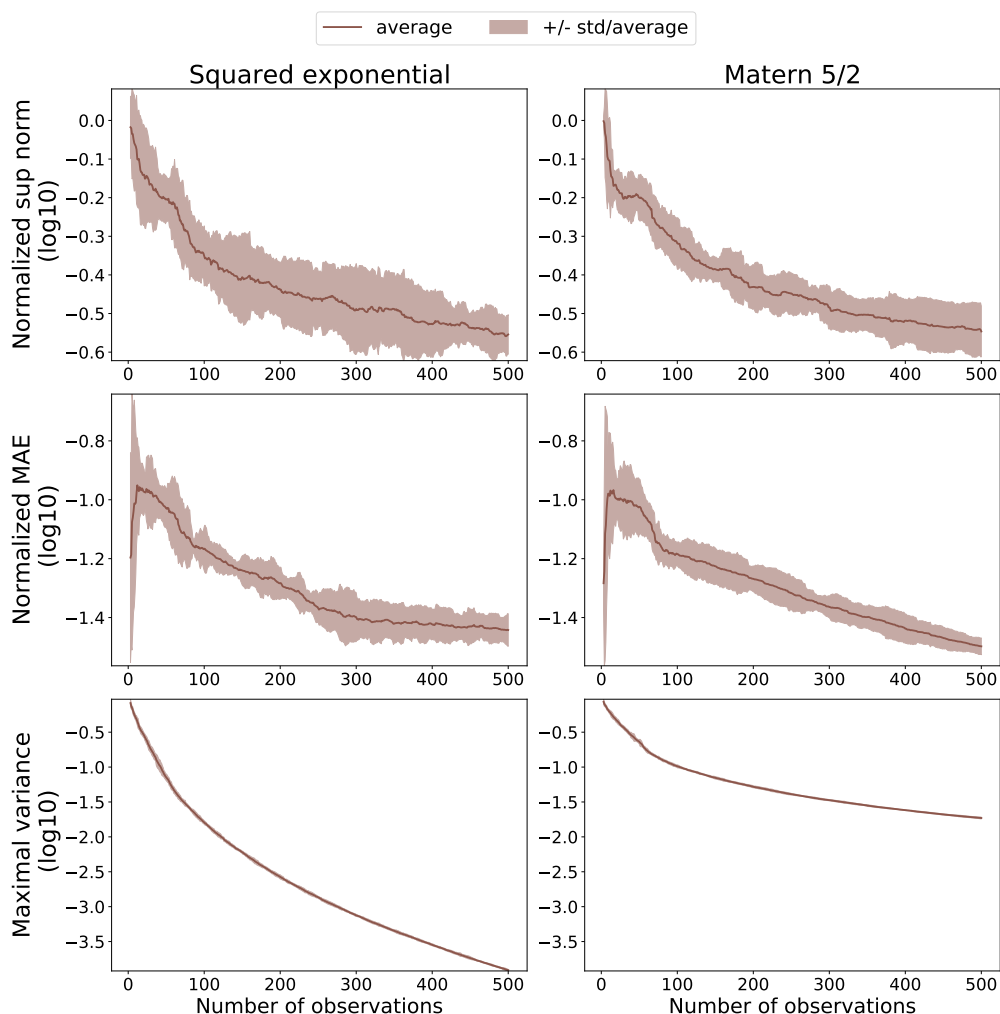 average +/- std/average
Squared exponential Matern 5/2
Normalized sup norm
(log10)
0.0
−0.1
−0.2
−0.3
−0.4
−0.5
−0.6
0 100 200 300 400 500
0.0
−0.1
−0.2
−0.3
−0.4
−0.5
−0.6
0 100 200 300 400 500
Normalized MAE
(log10)
−0.8
−1.0
−1.2
−1.4
0 100 200 300 400 500
−0.8
−1.0
−1.2
−1.4
0 100 200 300 400 500
Maximal variance
(log10)
−0.5
−1.0
−1.5
−2.0
−2.5
−3.0
−3.5
0 100 200 300 400 500
Number of observations
−0.5
−1.0
−1.5
−2.0
−2.5
−3.0
−3.5
0 100 200 300 400 500
Number of observations